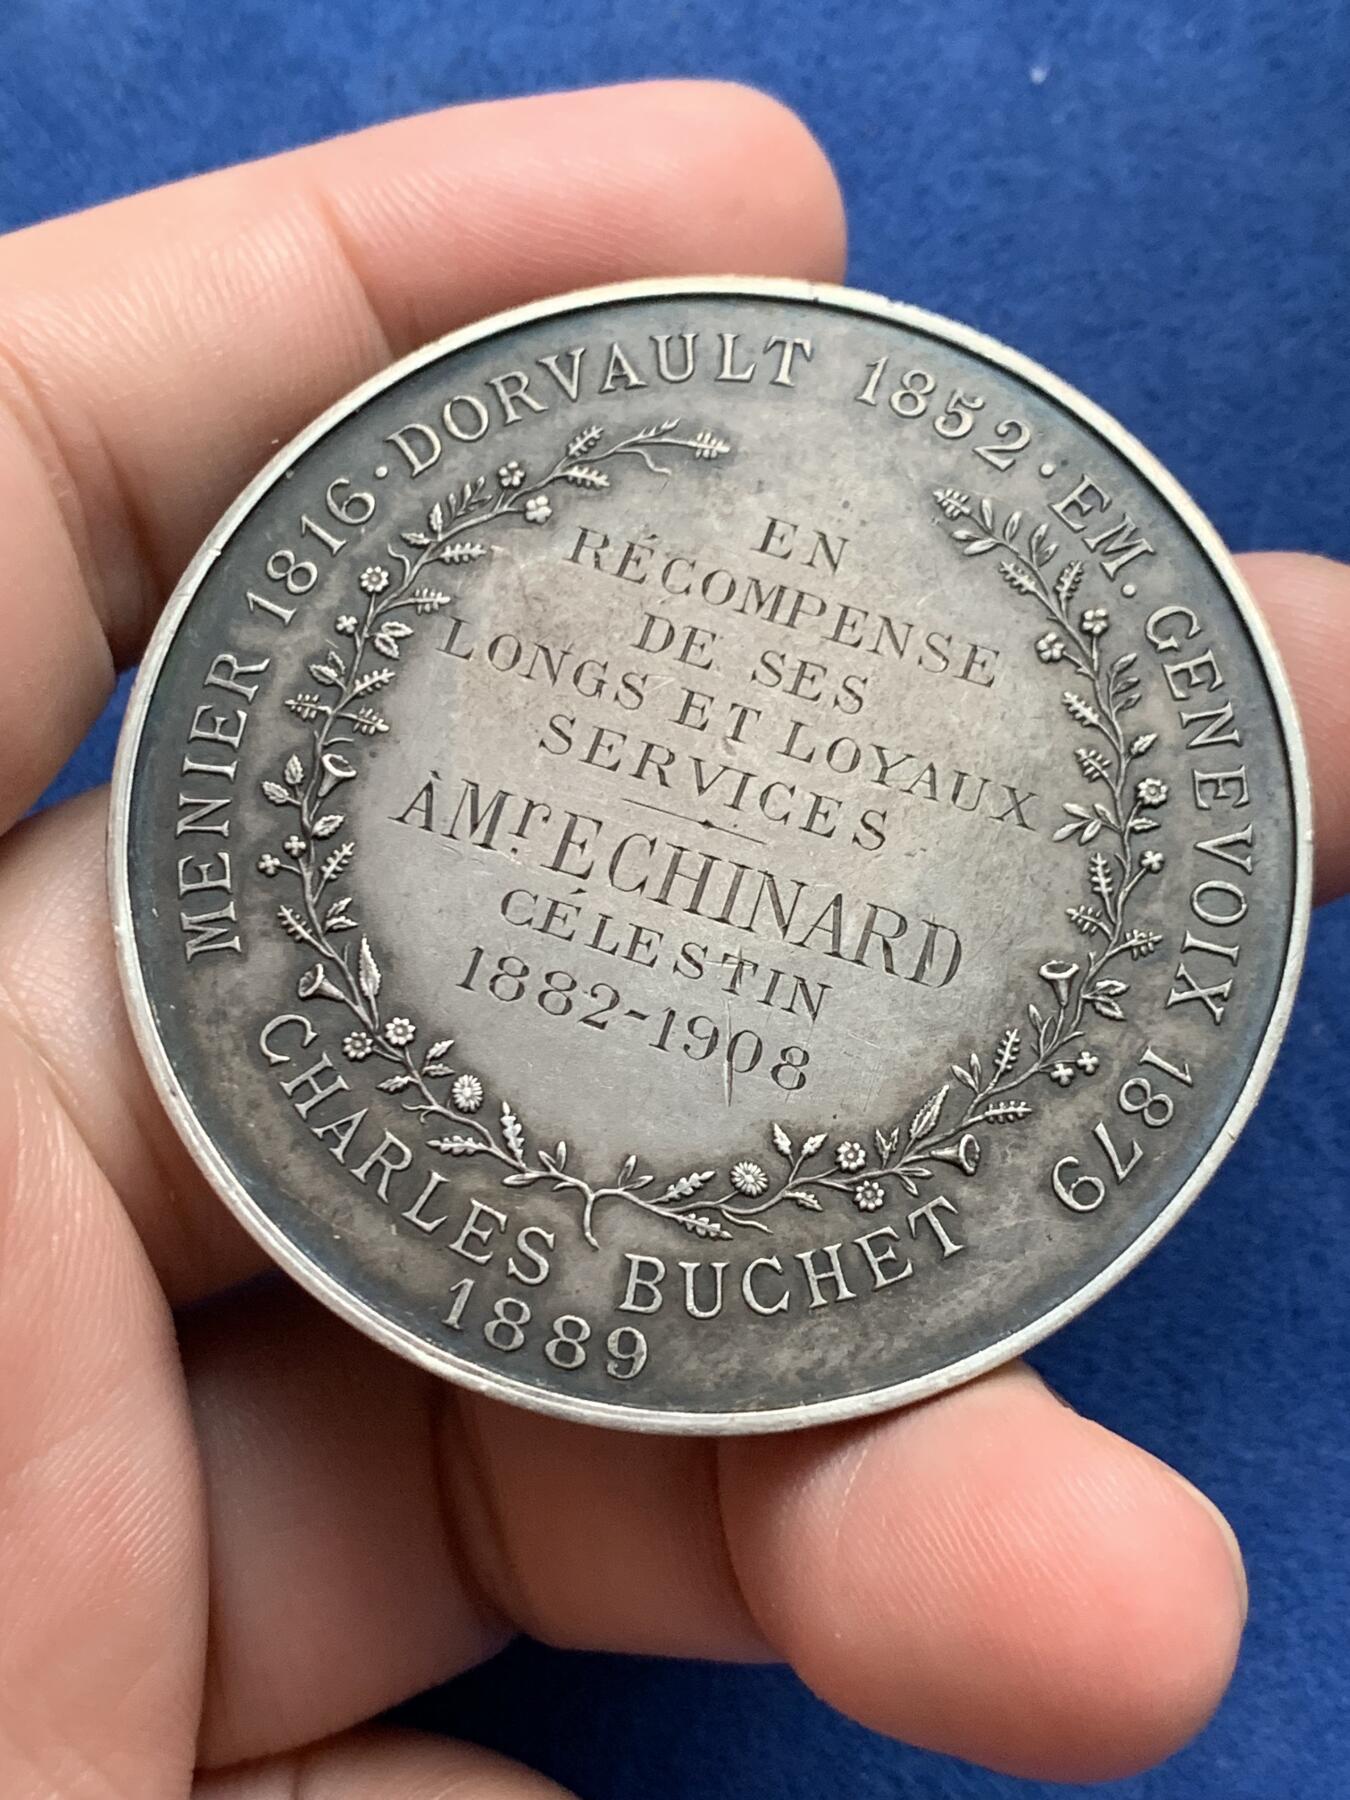 MENIER 1816 · DORVAULT 1852 · EM. GENEVOIX 1879
CHARLES BUCHET
1889
EN
RÉCOMPENSE
DE SES
LONGS ET LOYAUX
SERVICES
À Mr. ECHINARD
CÉLESTIN
1882-1908